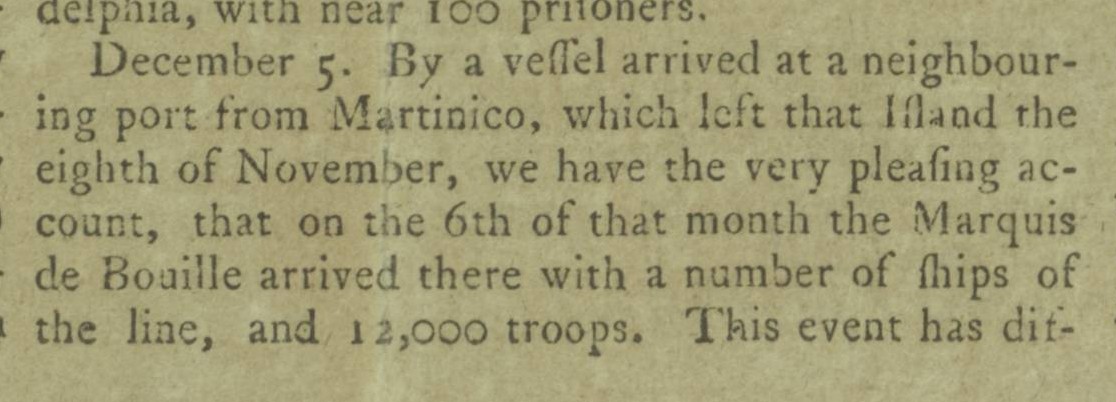 delphia, with near 100 priſoners.
December 5. By a veſſel arrived at a neighbour-
ing port from Martinico, which left that Iſland the
eighth of November, we have the very pleaſing ac-
count, that on the 6th of that month the Marquis
de Bouille arrived there with a number of ſhips of
the line, and 12,000 troops. This event has diſ-